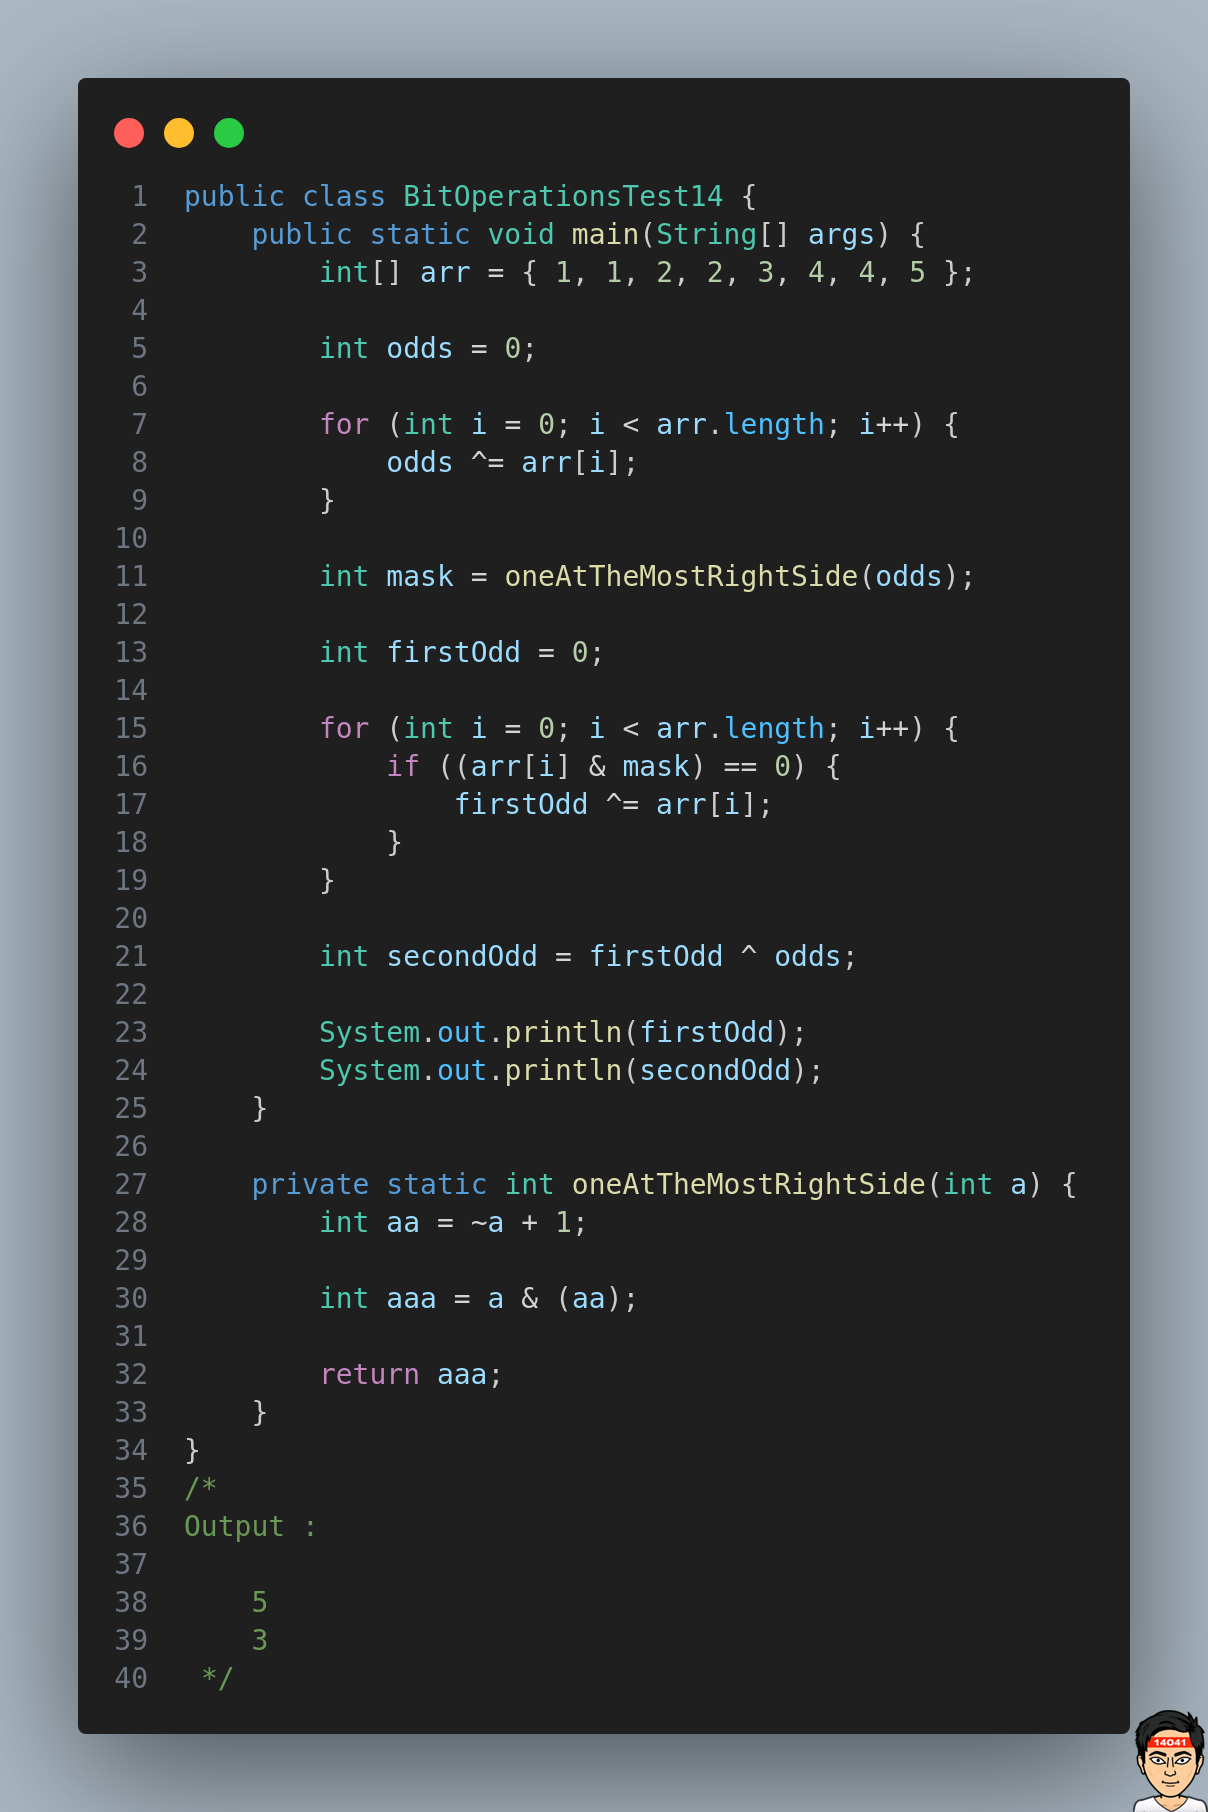 1 public class BitOperationsTest14 {
2     public static void main(String[] args) {
3         int[] arr = { 1, 1, 2, 2, 3, 4, 4, 5 };
4
5         int odds = 0;
6
7         for (int i = 0; i < arr.length; i++) {
8             odds ^= arr[i];
9         }
10
11         int mask = oneAtTheMostRightSide(odds);
12
13         int firstOdd = 0;
14
15         for (int i = 0; i < arr.length; i++) {
16             if ((arr[i] & mask) == 0) {
17                 firstOdd ^= arr[i];
18             }
19         }
20
21         int secondOdd = firstOdd ^ odds;
22
23         System.out.println(firstOdd);
24         System.out.println(secondOdd);
25     }
26
27     private static int oneAtTheMostRightSide(int a) {
28         int aa = ~a + 1;
29
30         int aaa = a & (aa);
31
32         return aaa;
33     }
34 }
35 /*
36 Output :
37
38     5
39     3
40  */
14041